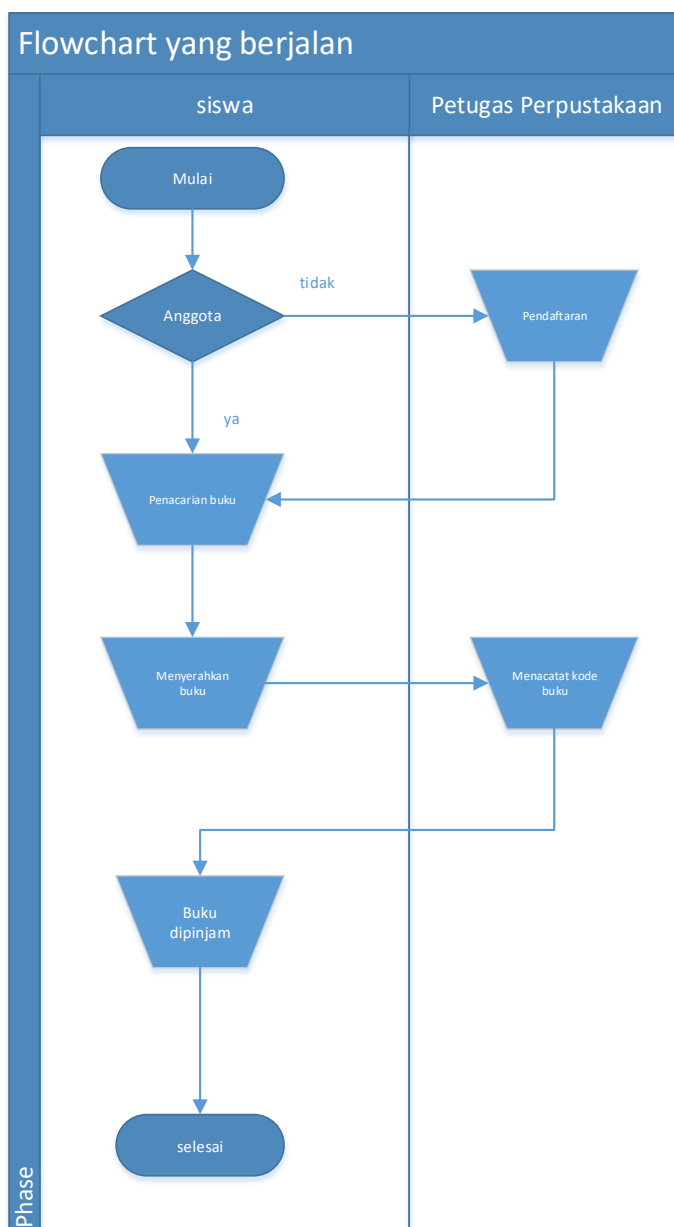 Flowchart yang berjalan
siswa
Petugas Perpustakaan
Mulai
tidak
Anggota
Pendaftaran
ya
Penacarian buku
Menyerahkan
buku
Menacatat kode
buku
Buku
dipinjam
selesai
Phase